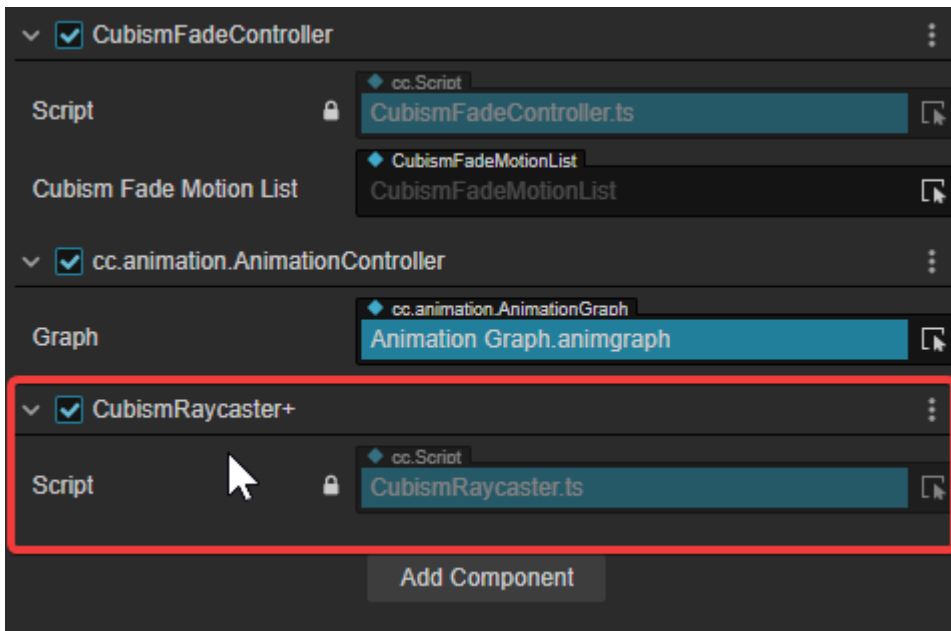 CubismFadeController
cc.Script
Script
CubismFadeController.ts
CubismFadeMotionList
Cubism Fade Motion List
CubismFadeMotionList
cc.animation.AnimationController
cc.animation.AnimationGraph
Graph
Animation Graph.animgraph
CubismRaycaster+
cc.Script
Script
CubismRaycaster.ts
Add Component